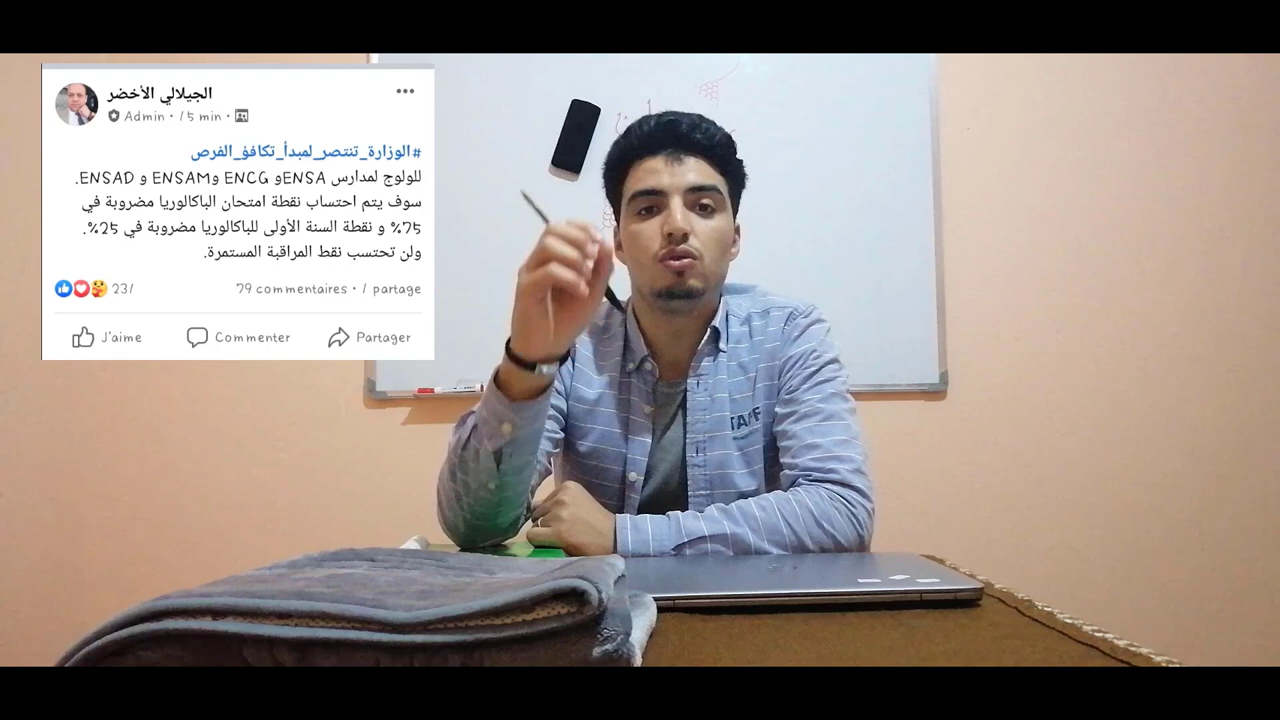 الجيلالي الأخضر
Admin · 15 min ·
#الوزارة_تنتصر_لمبدأ_تكافؤ_الفرص
للولوج لمدارس ENSAو ENCG وENSAM و ENSAD.
سوف يتم احتساب نقطة امتحان الباكالوريا مضروبة في
75% و نقطة السنة الأولى للباكالوريا مضروبة في 25%.
ولن تحتسب نقط المراقبة المستمرة.
231 79 commentaires · 1 partage
J'aime Commenter Partager